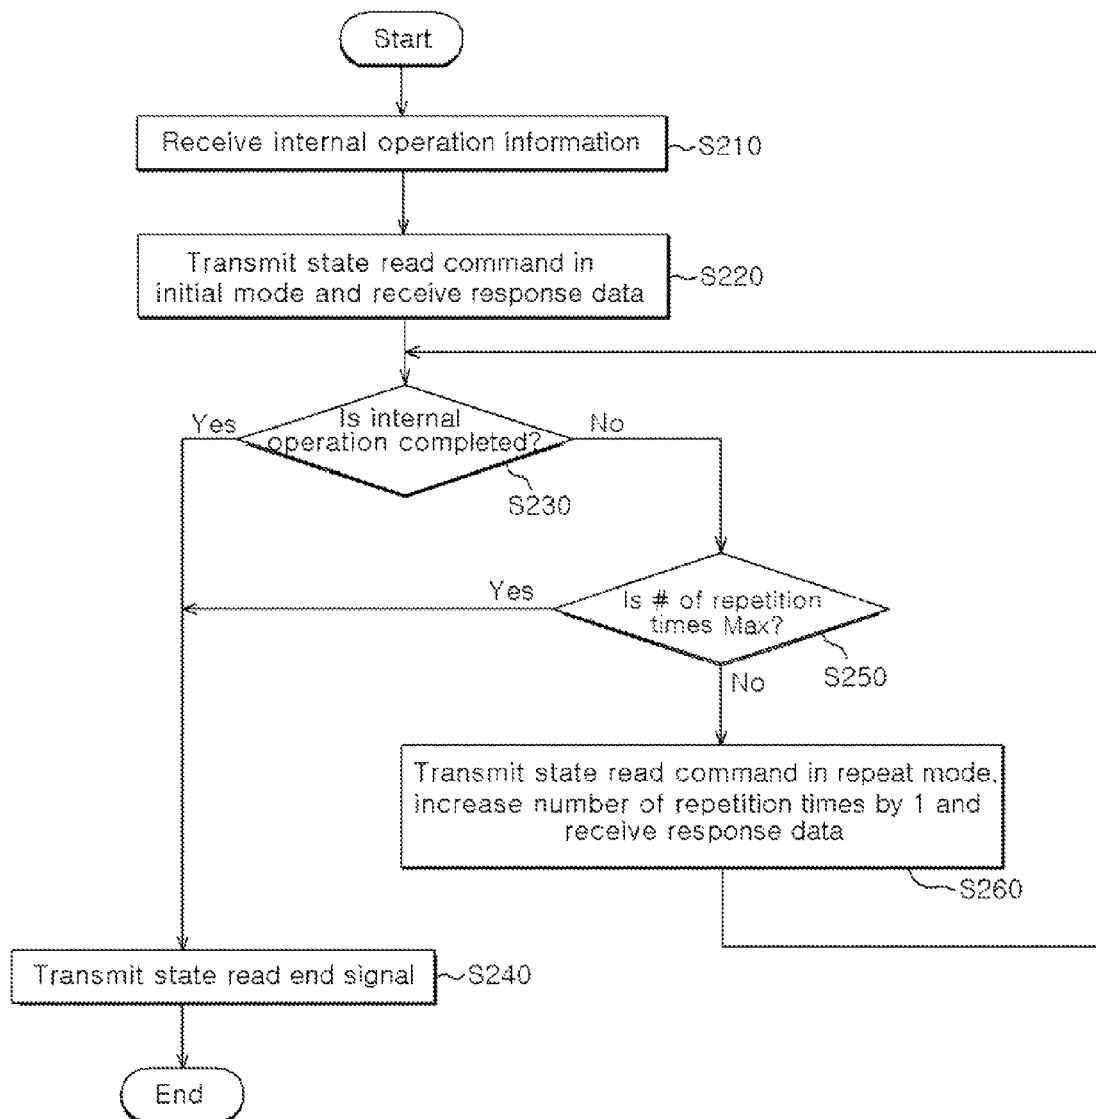 Start
Receive internal operation information
S210
Transmit state read command in
initial mode and receive response data
S220
Is internal
operation completed?
Yes
No
S230
Is # of repetition
times Max?
Yes
No
S250
Transmit state read command in repeat mode,
increase number of repetition times by 1 and
receive response data
S260
Transmit state read end signal
S240
End